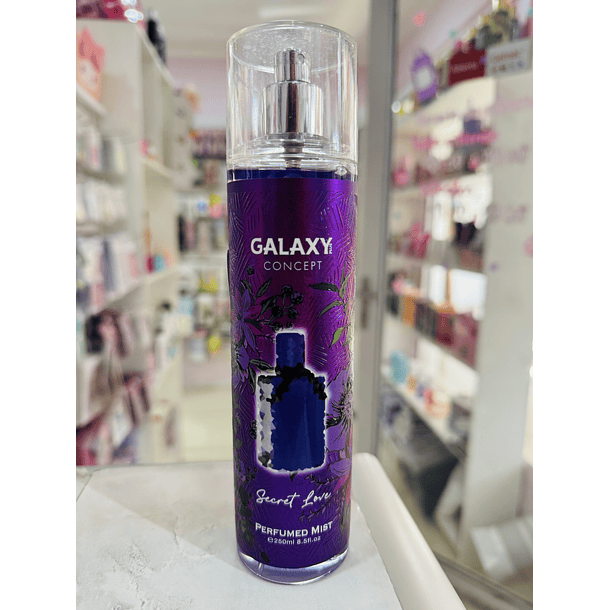 GALAXY
CONCEPT
Secret Love
PERFUMED MIST
℮250ml 8.5fl.oz